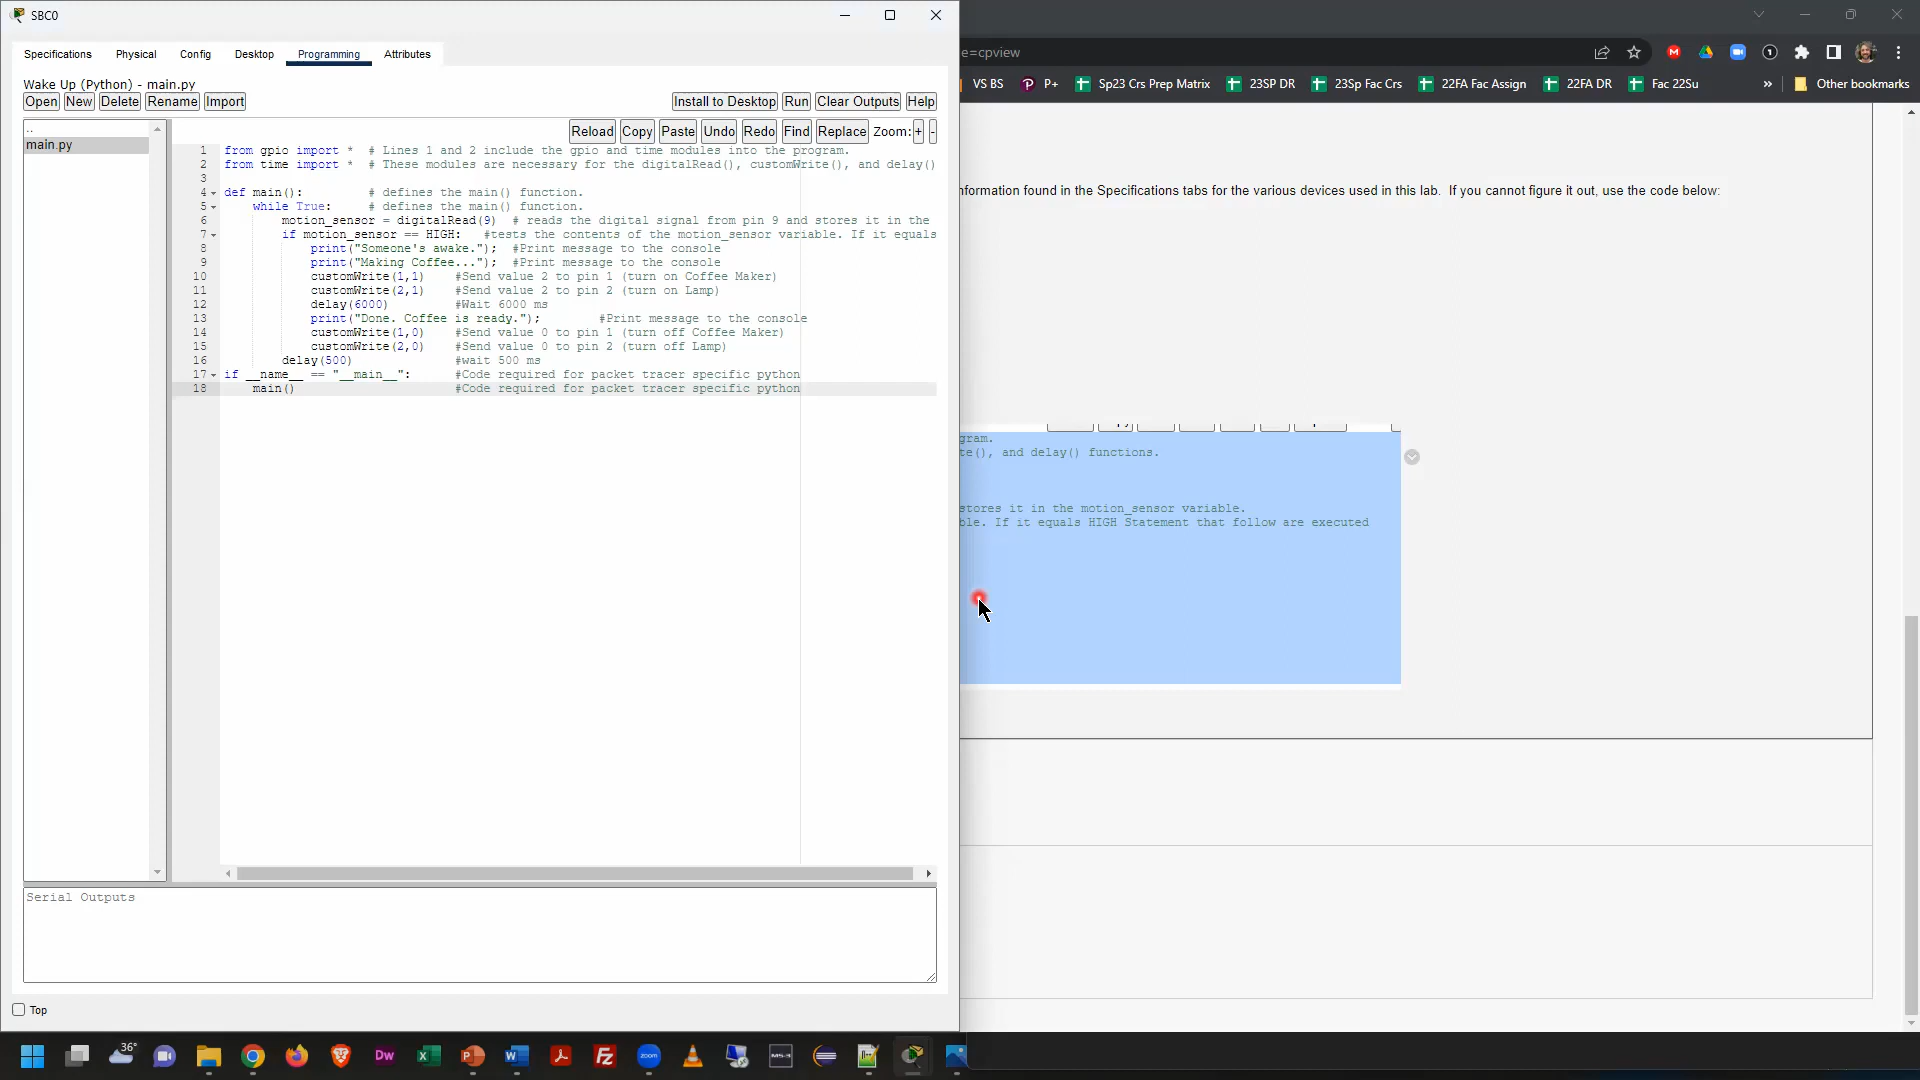 SBC0
Specifications Physical Config Desktop Programming Attributes
Wake Up (Python) - main.py
Open New Delete Rename Import Install to Desktop Run Clear Outputs Help
Reload Copy Paste Undo Redo Find Replace Zoom: + -
..
main.py
1 from gpio import * # Lines 1 and 2 include the gpio and time modules into the program.
2 from time import * # These modules are necessary for the digitalRead(), customWrite(), and delay()
3
4 def main(): # defines the main() function.
5 while True: # defines the main() function.
6 motion_sensor = digitalRead(9) # reads the digital signal from pin 9 and stores it in the
7 if motion_sensor == HIGH: #tests the contents of the motion_sensor variable. If it equals
8 print("Someone's awake."); #Print message to the console
9 print("Making Coffee..."); #Print message to the console
10 customWrite(1,1) #Send value 2 to pin 1 (turn on Coffee Maker)
11 customWrite(2,1) #Send value 2 to pin 2 (turn on Lamp)
12 delay(6000) #Wait 6000 ms
13 print("Done. Coffee is ready."); #Print message to the console
14 customWrite(1,0) #Send value 0 to pin 1 (turn off Coffee Maker)
15 customWrite(2,0) #Send value 0 to pin 2 (turn off Lamp)
16 delay(500) #wait 500 ms
17 if __name__ == "__main__": #Code required for packet tracer specific python
18 main() #Code required for packet tracer specific python
Serial Outputs
Top
e=cpview
VS BS P+ Sp23 Crs Prep Matrix 23SP DR 23Sp Fac Crs 22FA Fac Assign 22FA DR Fac 22Su » Other bookmarks
nformation found in the Specifications tabs for the various devices used in this lab. If you cannot figure it out, use the code below:
gram.
te(), and delay() functions.
stores it in the motion_sensor variable.
ble. If it equals HIGH Statement that follow are executed
36°
Dw
zoom